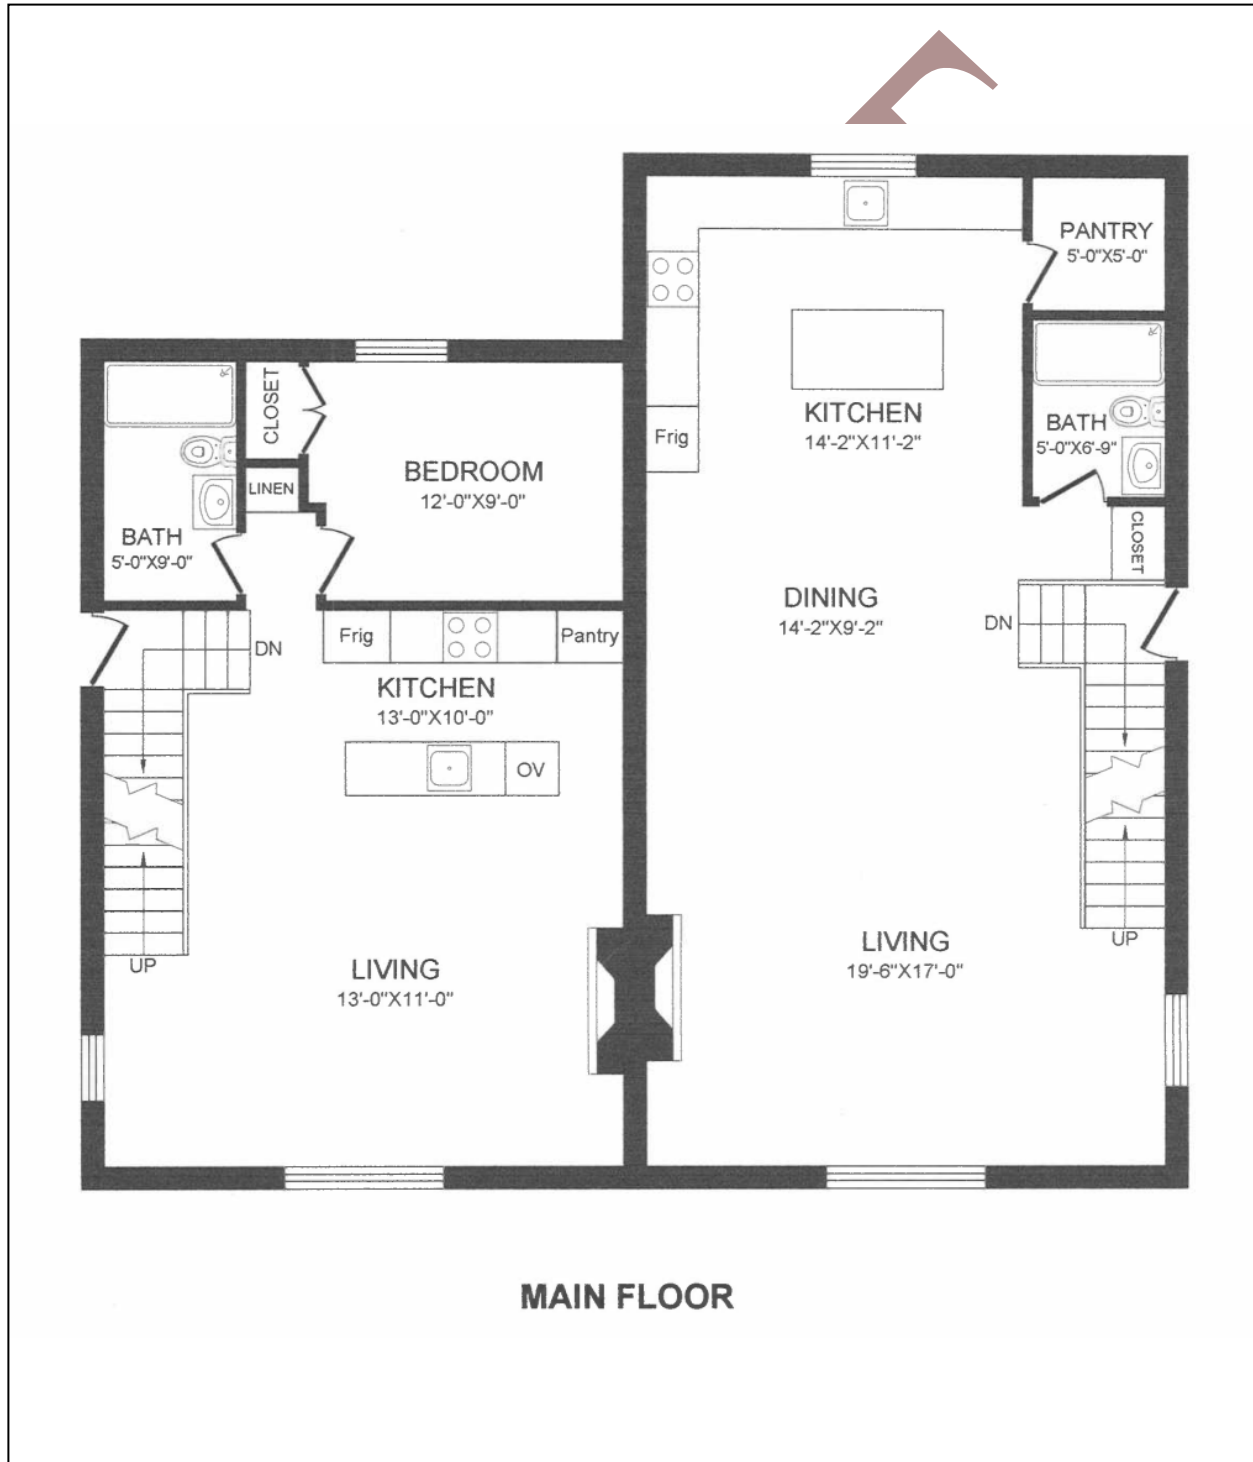 PANTRY
5'-0"X5'-0"
KITCHEN
14'-2"X11'-2"
Frig
BATH
5'-0"X6'-9"
CLOSET
DINING
14'-2"X9'-2"
DN
UP
LIVING
19'-6"X17'-0"
CLOSET
LINEN
BEDROOM
12'-0"X9'-0"
BATH
5'-0"X9'-0"
DN
Frig
Pantry
KITCHEN
13'-0"X10'-0"
OV
UP
LIVING
13'-0"X11'-0"
MAIN FLOOR